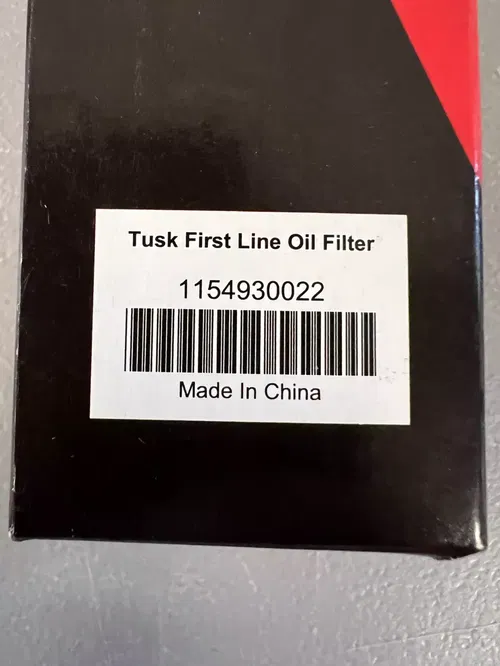 Tusk First Line Oil Filter
1154930022
Made In China